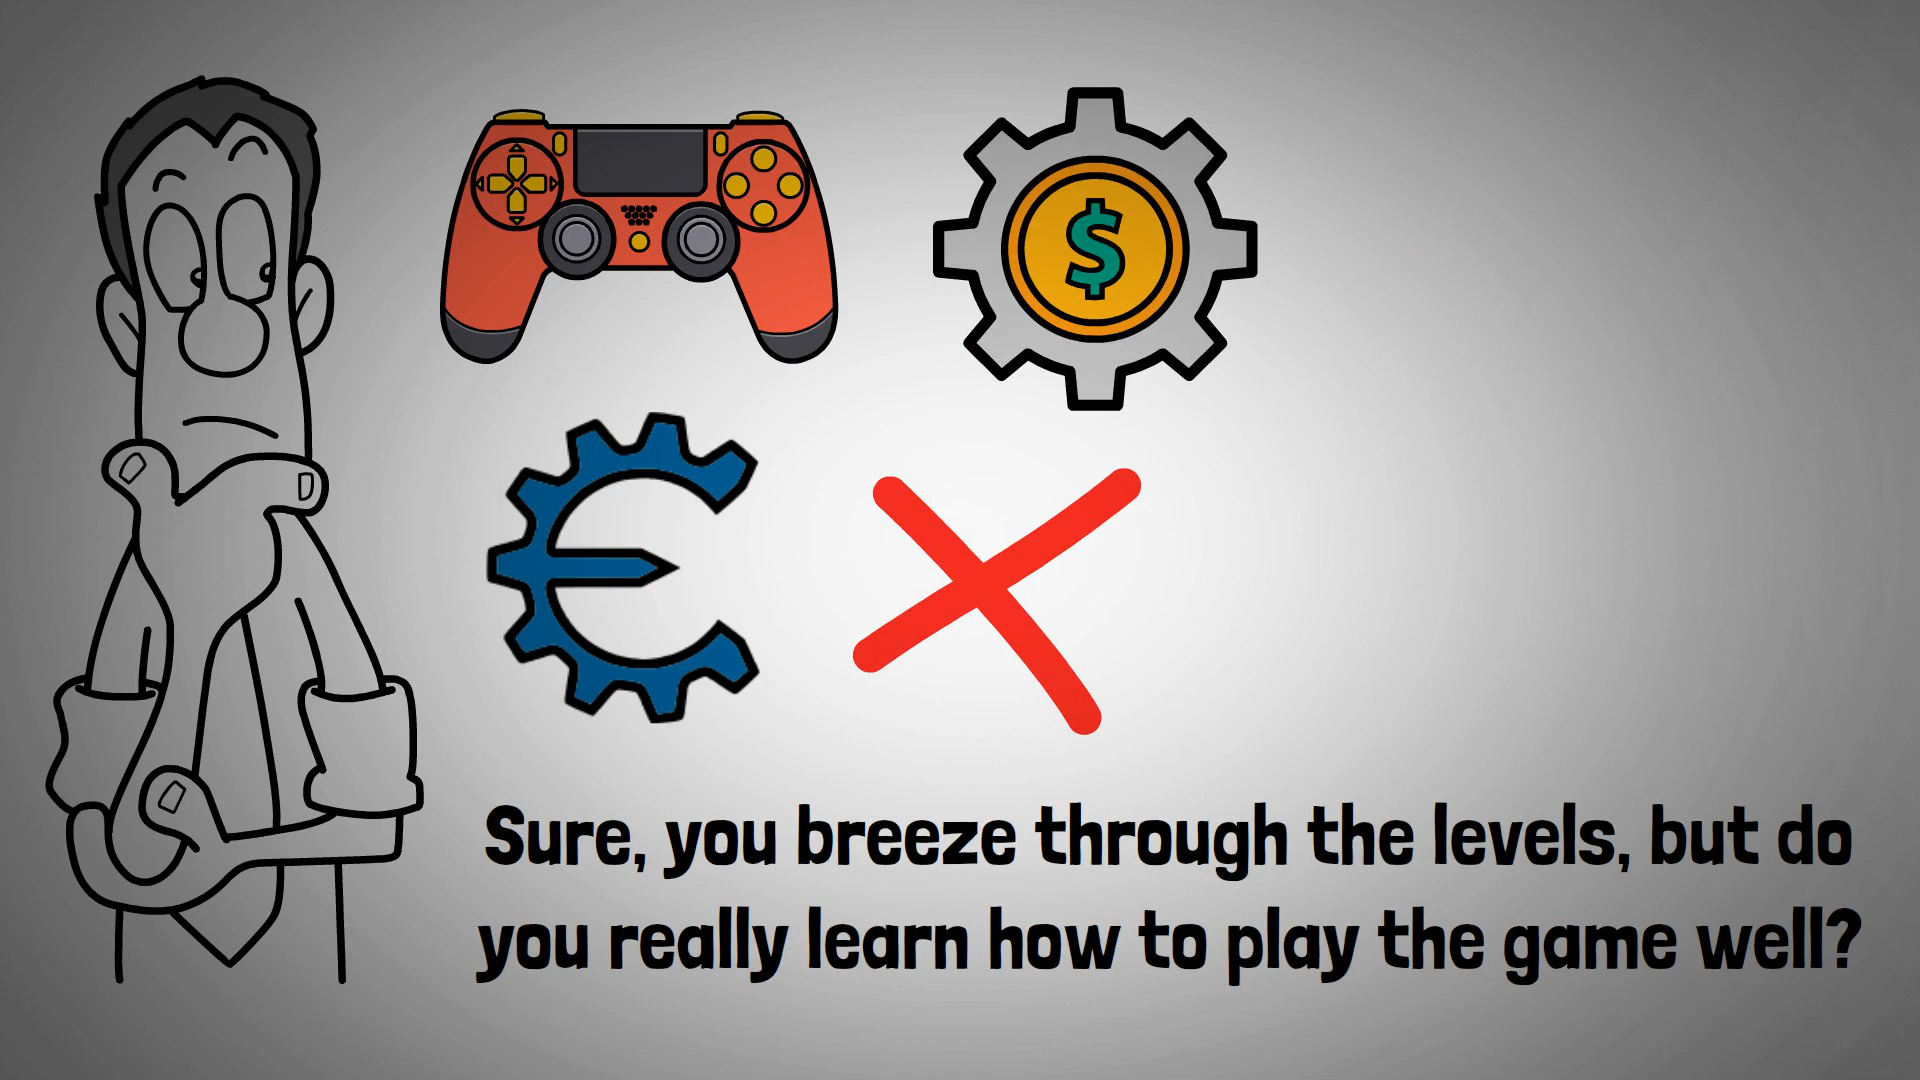 $
Sure, you breeze through the levels, but do
you really learn how to play the game well?